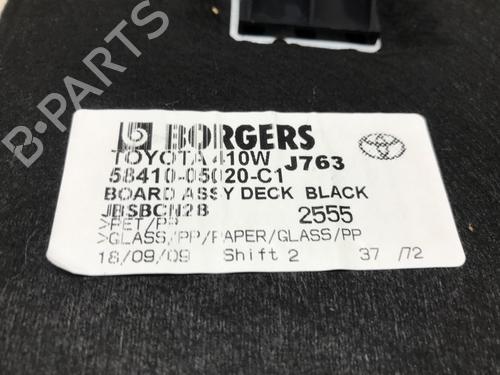 B-PARTS
BORGERS
TOYOTA 410W J763
58410-05020-C1
BOARD ASSY DECK BLACK
JBSBCN2B 2555
>PET/PP
>GLASS/PP/PAPER/GLASS/PP
18/09/09 Shift 2 37 /72